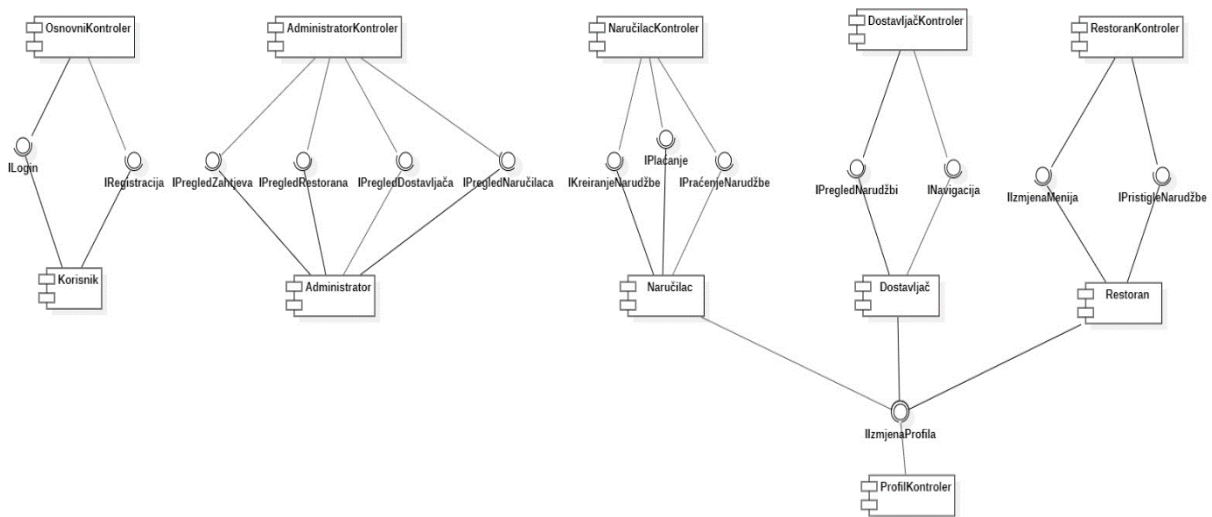 OsnovniKontroler
AdministratorKontroler
NaručilacKontroler
DostavljačKontroler
RestoranKontroler
ILogin
IRegistracija
IPregledZahtjeva
IPregledRestorana
IPregledDostavljača
IPregledNaručilaca
IKreiranjeNarudžbe
IPlaćanje
IPraćenjeNarudžbe
IPregledNarudžbi
INavigacija
IIzmjenaMenija
IPristigleNarudžbe
Korisnik
Administrator
Naručilac
Dostavljač
Restoran
IIzmjenaProfila
ProfilKontroler